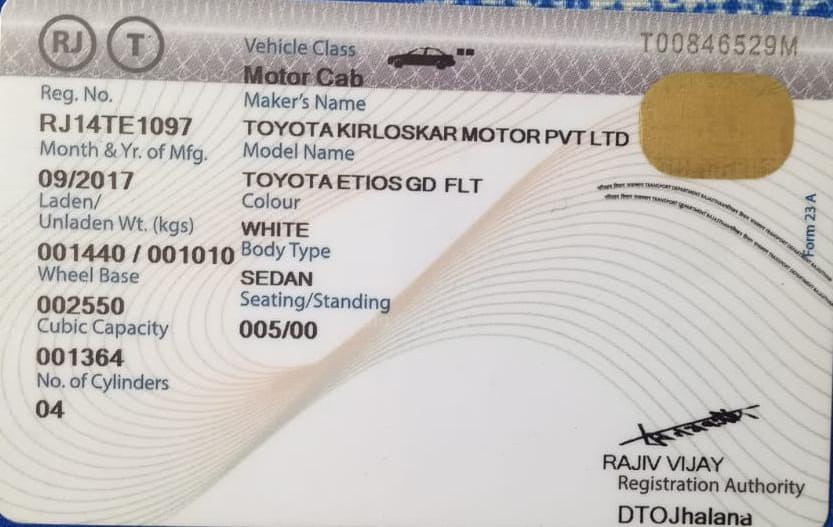 RJ T
T00846529M
Vehicle Class
Motor Cab
Reg. No.
RJ14TE1097
Maker's Name
TOYOTA KIRLOSKAR MOTOR PVT LTD
Month & Yr. of Mfg.
09/2017
Model Name
TOYOTA ETIOS GD FLT
Laden/
Unladen Wt. (kgs)
001440 / 001010
Colour
WHITE
Wheel Base
002550
Body Type
SEDAN
Cubic Capacity
001364
Seating/Standing
005/00
No. of Cylinders
04
Form 23 A
RAJIV VIJAY
Registration Authority
DTOJhalana